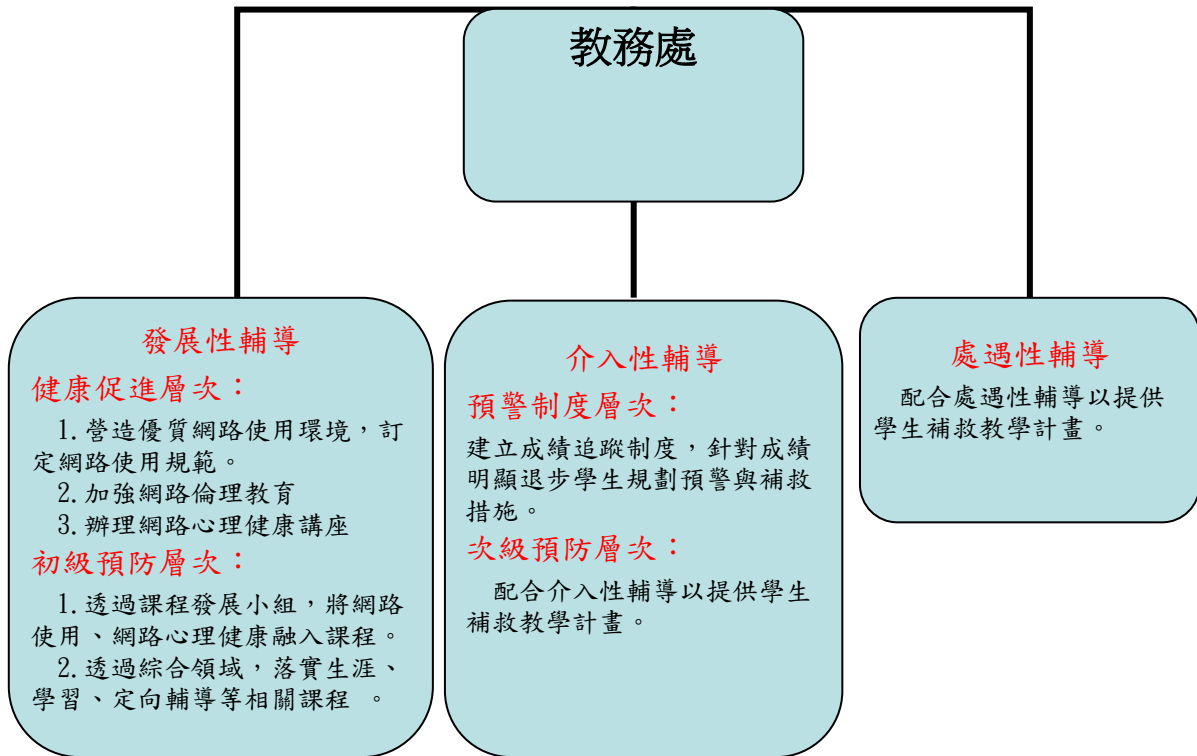 教務處
發展性輔導
健康促進層次：
1.營造優質網路使用環境，訂
定網路使用規範。
2.加強網路倫理教育
3.辦理網路心理健康講座
初級預防層次：
1.透過課程發展小組，將網路
使用、網路心理健康融入課程。
2.透過綜合領域，落實生涯、
學習、定向輔導等相關課程 。
介入性輔導
預警制度層次：
建立成績追蹤制度，針對成績
明顯退步學生規劃預警與補救
措施。
次級預防層次：
配合介入性輔導以提供學生
補救教學計畫。
處遇性輔導
配合處遇性輔導以提供
學生補救教學計畫。